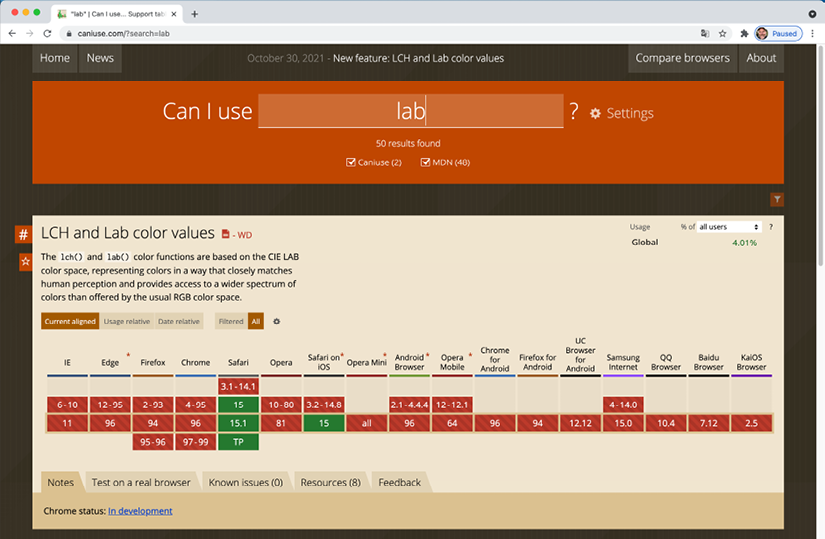 "lab" | Can I use... Support tab
caniuse.com/?search=lab
Paused
Home
News
October 30, 2021 - New feature: LCH and Lab color values
Compare browsers
About
Can I use
lab
?
Settings
50 results found
Caniuse (2)
MDN (48)
#
LCH and Lab color values
- WD
Usage
% of
all users
?
Global
4.01%
The lch() and lab() color functions are based on the CIE LAB
color space, representing colors in a way that closely matches
human perception and provides access to a wider spectrum of
colors than offered by the usual RGB color space.
Current aligned
Usage relative
Date relative
Filtered
All
IE
Edge
*
Firefox
Chrome
Safari
Opera
Safari on
iOS
*
Opera Mini
*
Android
Browser
*
Opera
Mobile
*
Chrome
for
Android
Firefox for
Android
UC
Browser
for
Android
Samsung
Internet
QQ
Browser
Baidu
Browser
KaiOS
Browser
3.1-14.1
6-10
12-95
2-93
4-95
15
10-80
3.2-14.8
2.1-4.4.4
12-12.1
4-14.0
11
96
94
96
15.1
81
15
all
96
64
96
94
12.12
15.0
10.4
7.12
2.5
95-96
97-99
TP
Notes
Test on a real browser
Known issues (0)
Resources (8)
Feedback
Chrome status: In development